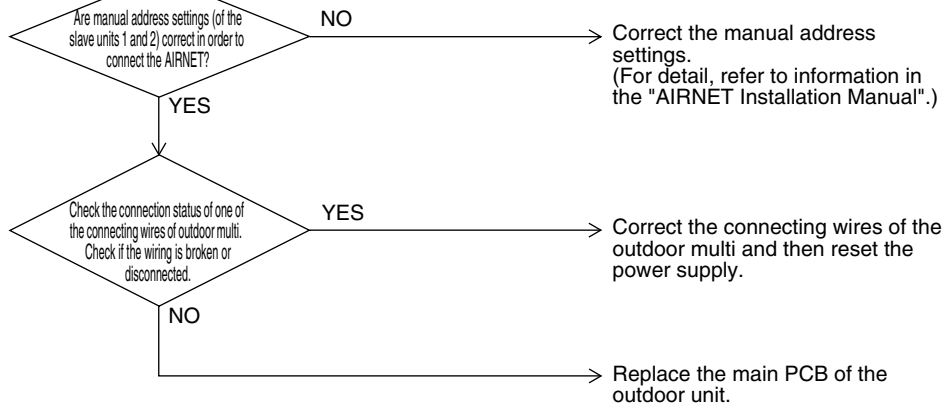 Are manual address settings (of the
slave units 1 and 2) correct in order to
connect the AIRNET?
NO
Correct the manual address
settings.
(For detail, refer to information in
the "AIRNET Installation Manual".)
YES
Check the connection status of one of
the connecting wires of outdoor multi.
Check if the wiring is broken or
disconnected.
YES
Correct the connecting wires of the
outdoor multi and then reset the
power supply.
NO
Replace the main PCB of the
outdoor unit.